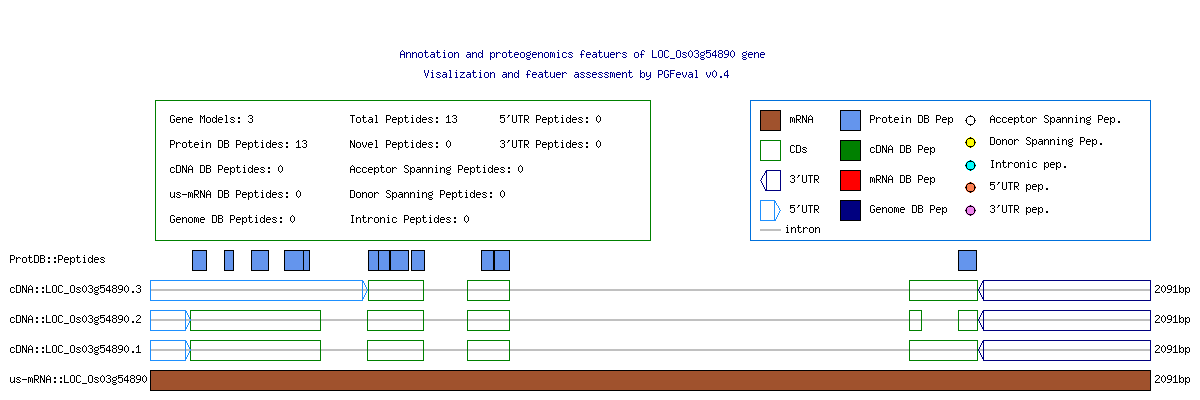 Annotation and proteogenomics featuers of LOC_Os03g54890 gene
Visalization and featuer assessment by PGFeval v0.4
Gene Models: 3 Total Peptides: 13 5'UTR Peptides: 0
Protein DB Peptides: 13 Novel Peptides: 0 3'UTR Peptides: 0
cDNA DB Peptides: 0 Acceptor Spanning Peptides: 0
us-mRNA DB Peptides: 0 Donor Spanning Peptides: 0
Genome DB Peptides: 0 Intronic Peptides: 0
mRNA Protein DB Pep Acceptor Spanning Pep.
CDs cDNA DB Pep Donor Spanning Pep.
3'UTR mRNA DB Pep Intronic pep.
5'UTR Genome DB Pep 5'UTR pep.
intron 3'UTR pep.
ProtDB::Peptides
cDNA::LOC_Os03g54890.3 2091bp
cDNA::LOC_Os03g54890.2 2091bp
cDNA::LOC_Os03g54890.1 2091bp
us-mRNA::LOC_Os03g54890 2091bp